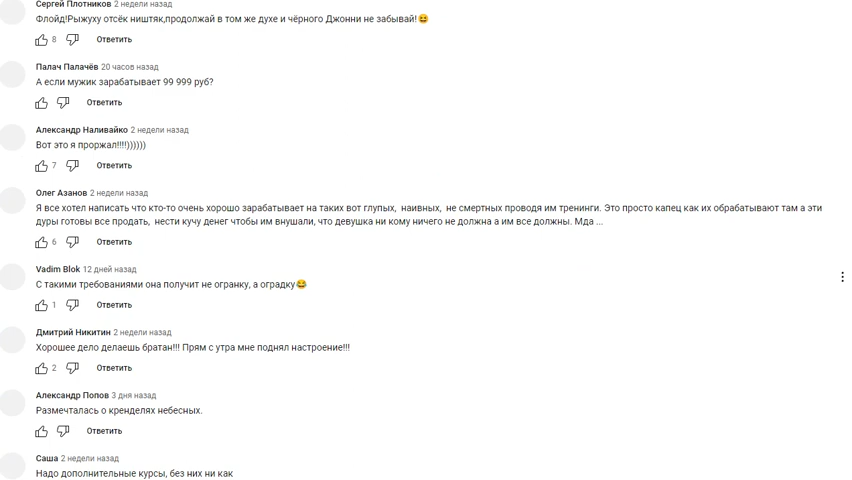 Сергей Плотников 2 недели назад
Флойд!Рыжуху отсёк ништяк,продолжай в том же духе и чёрного Джонни не забывай!😆
8 Ответить
Палач Палачёв 20 часов назад
А если мужик зарабатывает 99 999 руб?
Ответить
Александр Наливайко 2 недели назад
Вот это я проржал!!!!))))))
7 Ответить
Олег Азанов 2 недели назад
Я все хотел написать что кто-то очень хорошо зарабатывает на таких вот глупых, наивных, не смертных проводя им тренинги. Это просто капец как их обрабатывают там а эти
дуры готовы все продать, нести кучу денег чтобы им внушали, что девушка ни кому ничего не должна а им все должны. Мда ...
6 Ответить
Vadim Blok 12 дней назад
С такими требованиями она получит не огранку, а оградку😂
1 Ответить
Дмитрий Никитин 2 недели назад
Хорошее дело делаешь братан!!! Прям с утра мне поднял настроение!!!
2 Ответить
Александр Попов 3 дня назад
Размечталась о кренделях небесных.
Ответить
Саша 2 недели назад
Надо дополнительные курсы, без них ни как